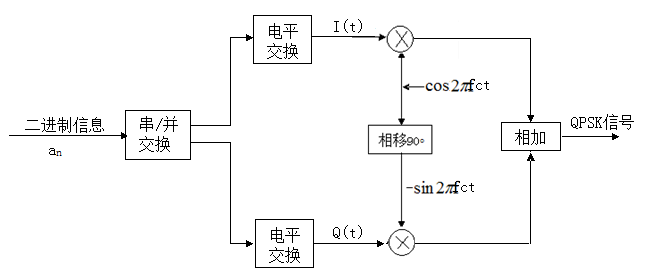 电平
交换
I(t)
cos2πfct
二进制信息
an
串/并
交换
相移90°
相加
QPSK信号
-sin2πfct
电平
交换
Q(t)